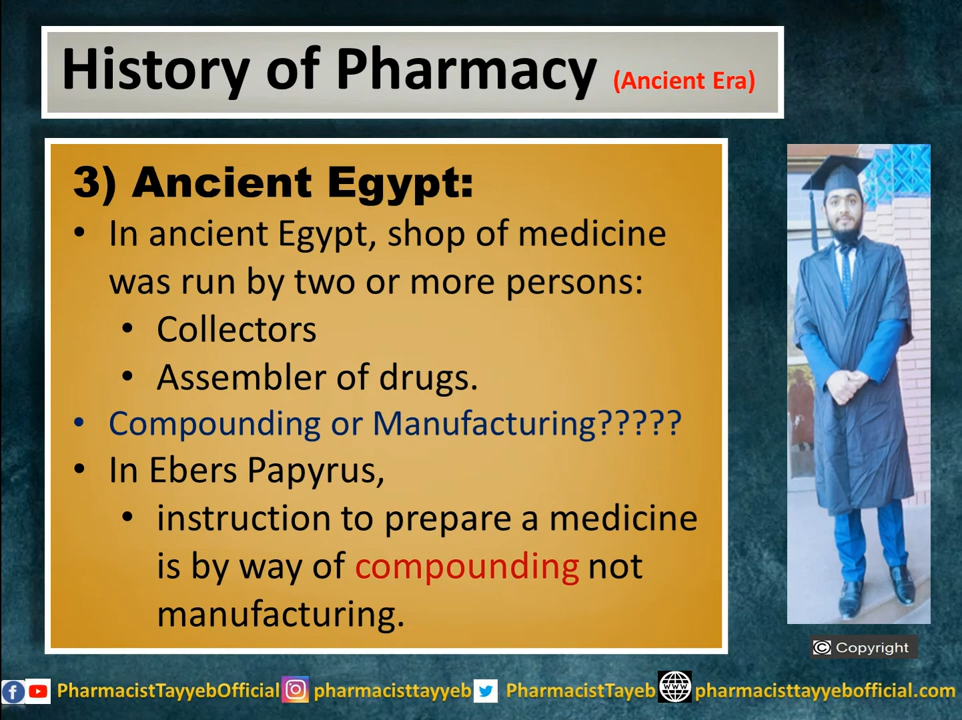 History of Pharmacy (Ancient Era)
3) Ancient Egypt:
• In ancient Egypt, shop of medicine
was run by two or more persons:
• Collectors
• Assembler of drugs.
• Compounding or Manufacturing?????
• In Ebers Papyrus,
• instruction to prepare a medicine
is by way of compounding not
manufacturing.
© Copyright
PharmacistTayyebOfficial pharmacisttayyeb PharmacistTayeb pharmacisttayyebofficial.com